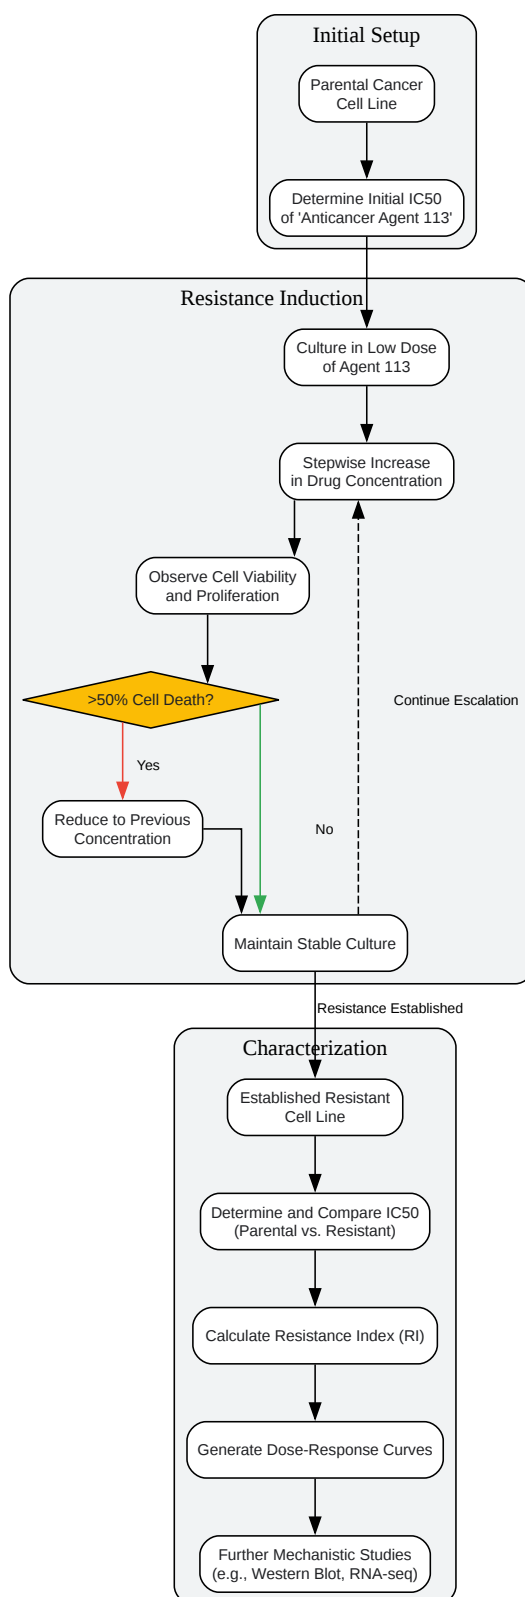 Initial Setup
Parental Cancer
Cell Line
Determine Initial IC50
of 'Anticancer Agent 113'
Resistance Induction
Culture in Low Dose
of Agent 113
Stepwise Increase
in Drug Concentration
Observe Cell Viability
and Proliferation
>50% Cell Death?
Continue Escalation
Yes
Reduce to Previous
Concentration
No
Maintain Stable Culture
Resistance Established
Characterization
Established Resistant
Cell Line
Determine and Compare IC50
(Parental vs. Resistant)
Calculate Resistance Index (RI)
Generate Dose-Response Curves
Further Mechanistic Studies
(e.g., Western Blot, RNA-seq)